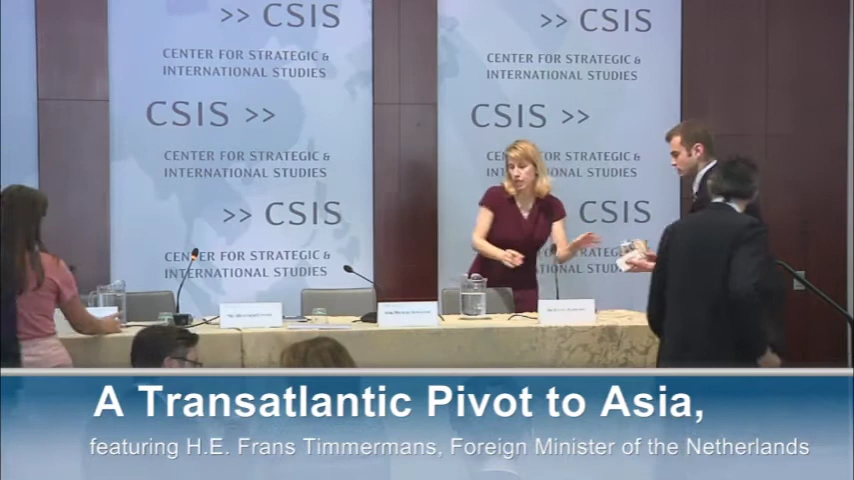 >> CSIS
CENTER FOR STRATEGIC &
INTERNATIONAL STUDIES
CSIS >>
CENTER FOR STRATEGIC &
INTERNATIONAL STUDIES
>> CSIS
CENTER FOR STRATEGIC &
INTERNATIONAL STUDIES
>> CSIS
CENTER FOR STRATEGIC &
INTERNATIONAL STUDIES
CSIS >>
CENTER FOR STRATEGIC &
INTERNATIONAL STUDIES
CSIS
STRATEGIC &
STUDIES
A Transatlantic Pivot to Asia,
featuring H.E. Frans Timmermans, Foreign Minister of the Netherlands